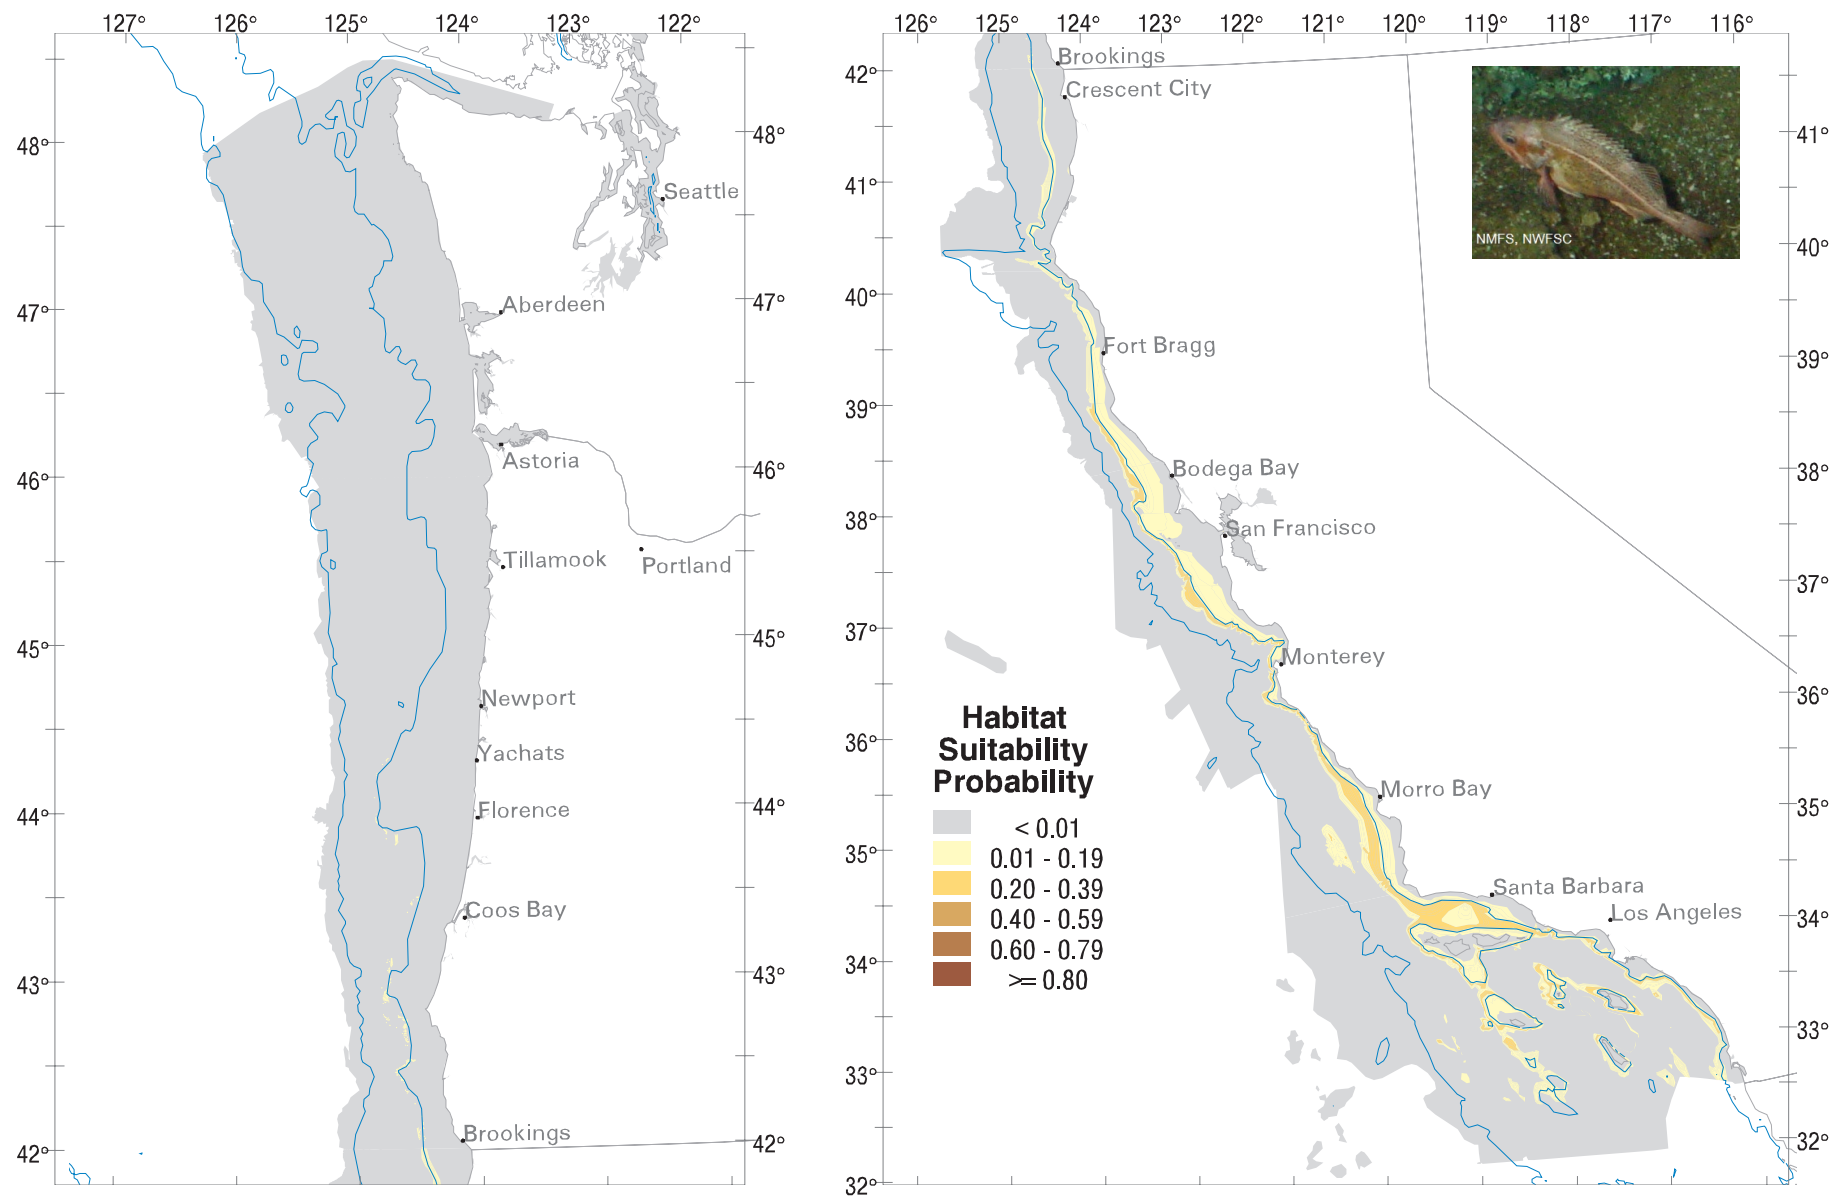 127° 125° 124° 123° 122°
48°
47°
46°
45°
44°
43°
42°
48°
47°
46°
45°
44°
43°
42°
Seattle
Aberdeen
Astoria
Tillamook
Portland
Newport
Yachats
Florence
Coos Bay
Brookings
126° 125° 124° 123° 122° 121° 120° 119° 118° 117° 116°
42°
41°
40°
39°
38°
37°
36°
35°
34°
33°
32°
41°
40°
39°
38°
37°
36°
35°
34°
33°
32°
Brookings
Crescent City
Fort Bragg
Bodega Bay
San Francisco
Monterey
Morro Bay
Santa Barbara
Los Angeles
NMFS, NWFSC
Habitat
Suitability
Probability
< 0.01
0.01 - 0.19
0.20 - 0.39
0.40 - 0.59
0.60 - 0.79
>= 0.80